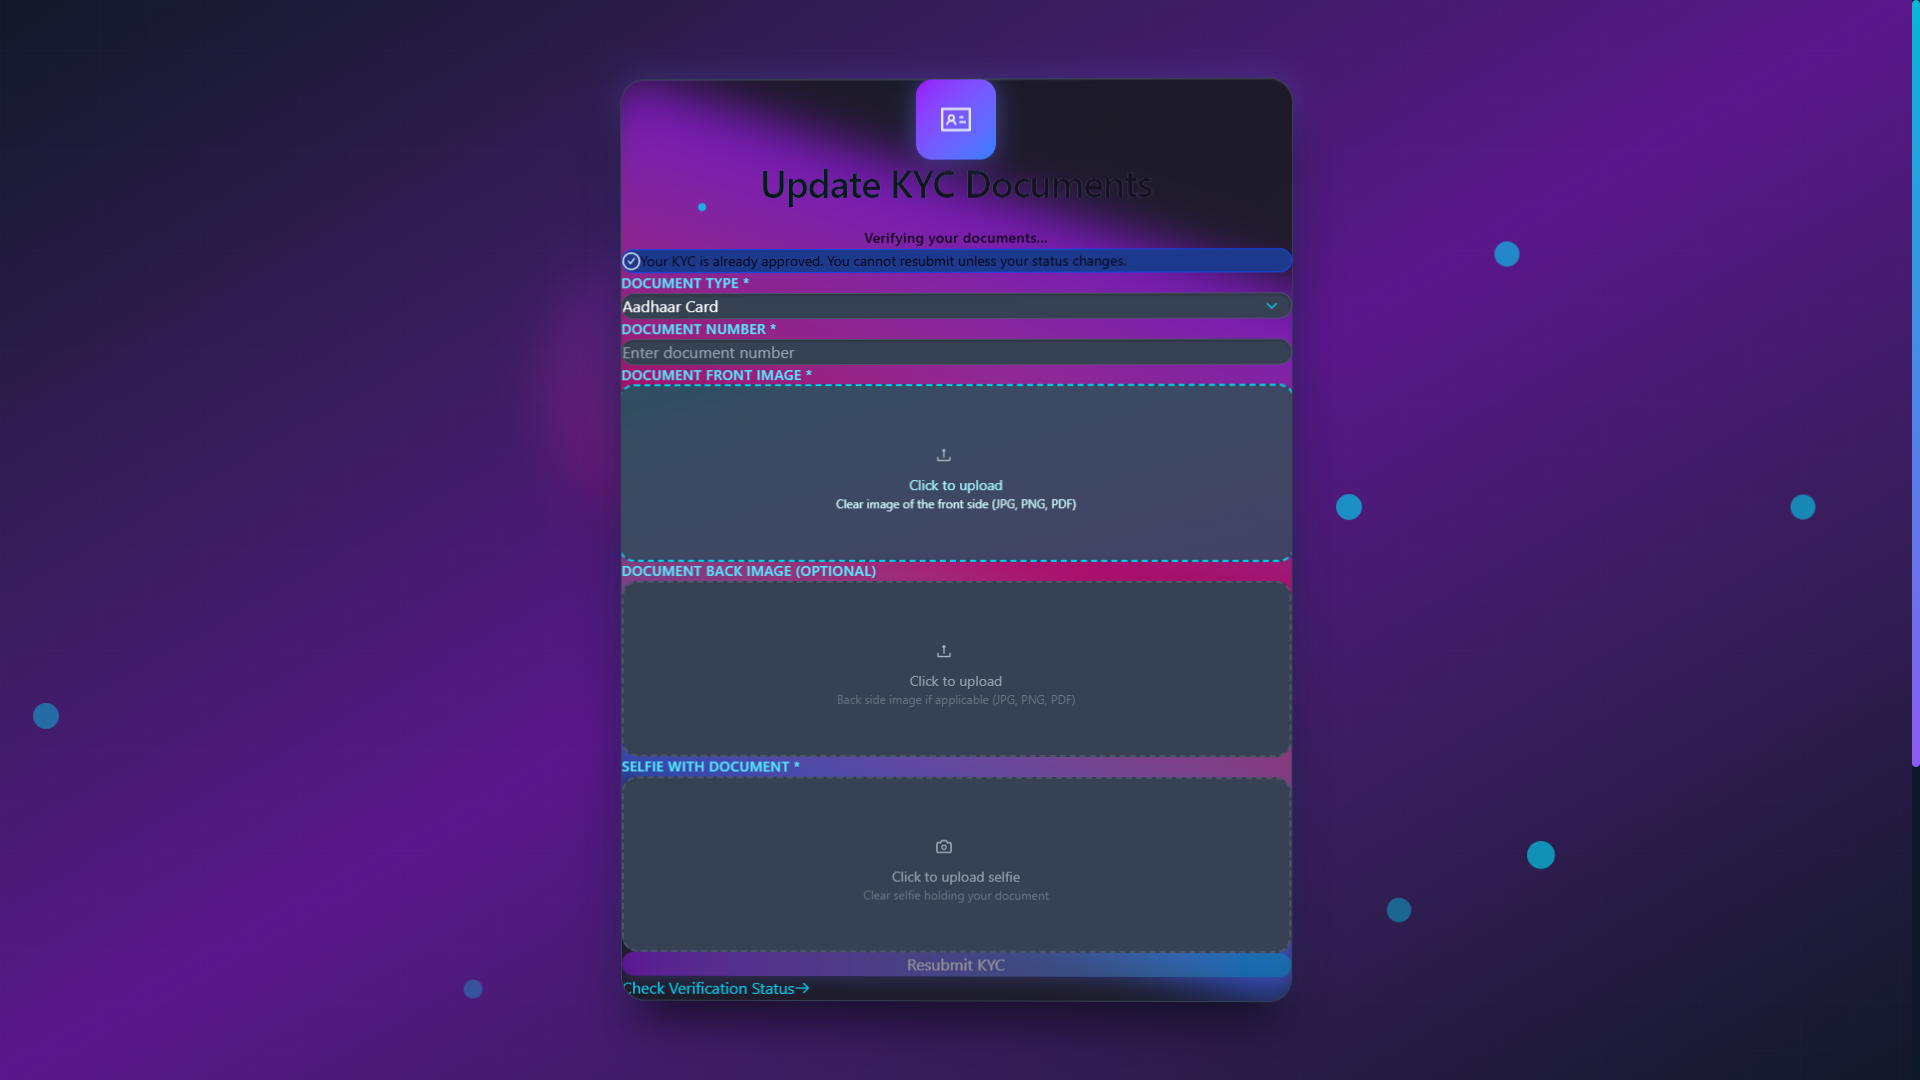 Update KYC Documents
Verifying your documents...
Your KYC is already approved. You cannot resubmit unless your status changes.
DOCUMENT TYPE *
Aadhaar Card
DOCUMENT NUMBER *
Enter document number
DOCUMENT FRONT IMAGE *
Click to upload
Clear image of the front side (JPG, PNG, PDF)
DOCUMENT BACK IMAGE (OPTIONAL)
Click to upload
Back side image if applicable (JPG, PNG, PDF)
SELFIE WITH DOCUMENT *
Click to upload selfie
Clear selfie holding your document
Resubmit KYC
Check Verification Status→